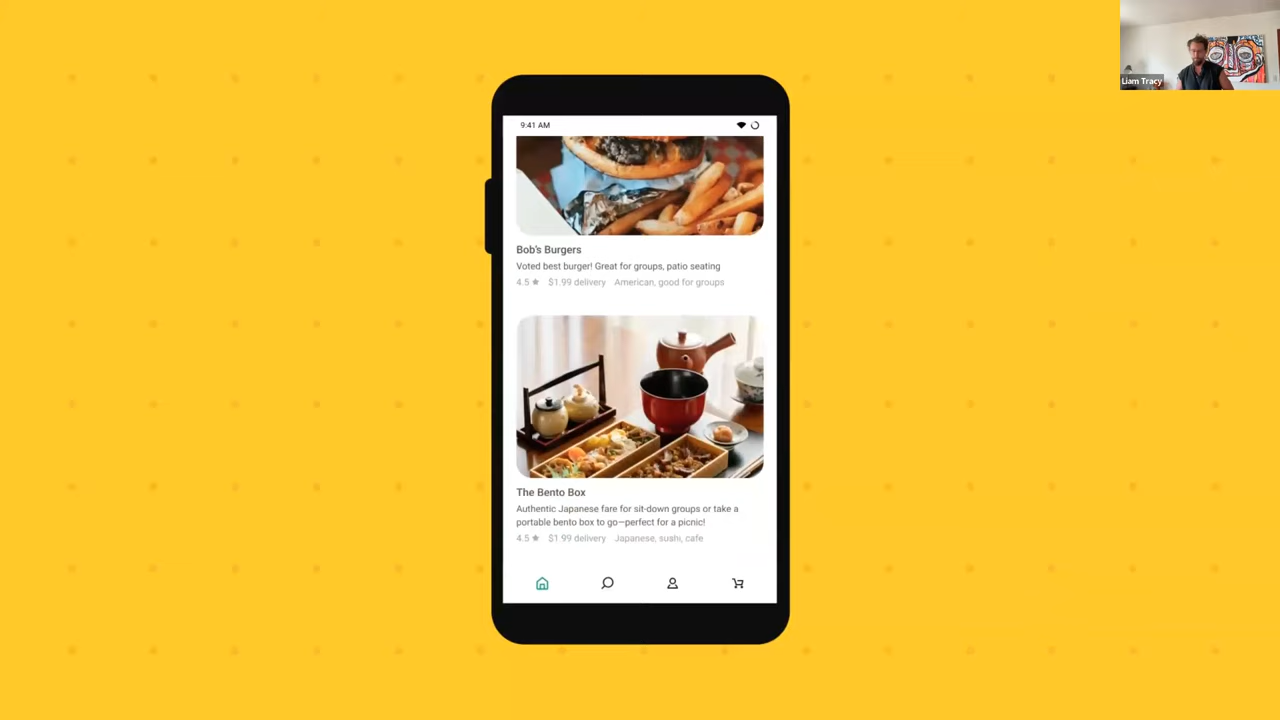 Liam Tracy
9:41 AM
Bob's Burgers
Voted best burger! Great for groups, patio seating
4.5 ★ $1.99 delivery American, good for groups
The Bento Box
Authentic Japanese fare for sit-down groups or take a
portable bento box to go—perfect for a picnic!
4.5 ★ $1.99 delivery Japanese, sushi, cafe